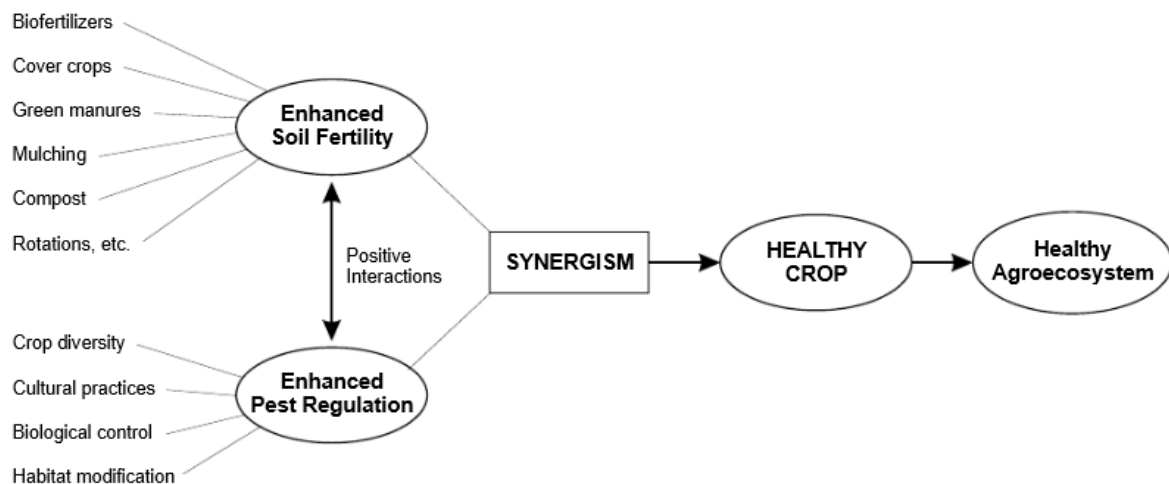 Biofertilizers
Cover crops
Green manures
Mulching
Compost
Rotations, etc.
Enhanced
Soil Fertility
Positive
Interactions
Crop diversity
Cultural practices
Biological control
Habitat modification
Enhanced
Pest Regulation
SYNERGISM
HEALTHY
CROP
Healthy
Agroecosystem